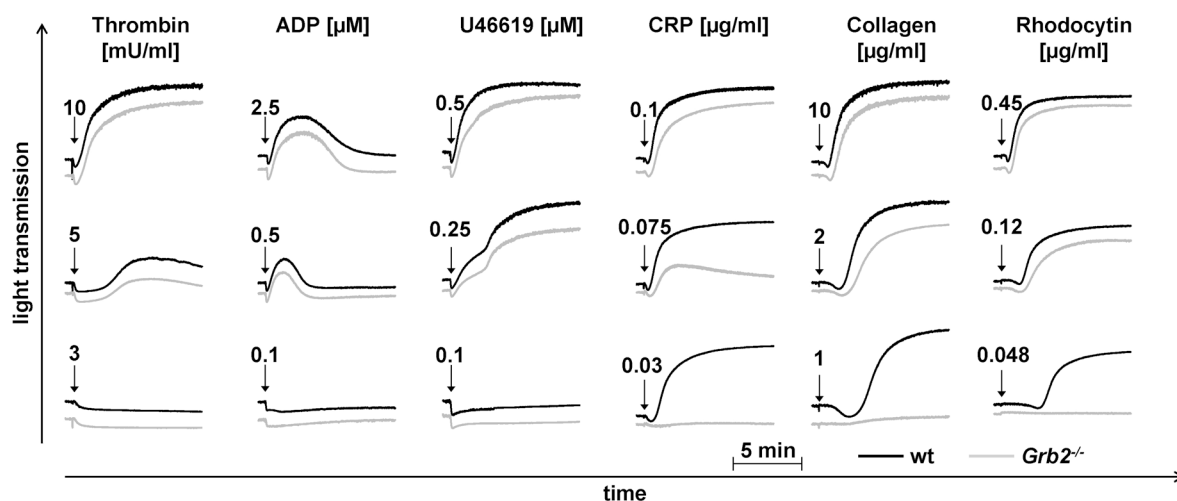 Thrombin
[mU/ml]
ADP [µM]
U46619 [µM]
CRP [µg/ml]
Collagen
[µg/ml]
Rhodocytin
[µg/ml]
10
2.5
0.5
0.1
10
0.45
5
0.5
0.25
0.075
2
0.12
3
0.1
0.1
0.03
1
0.048
light transmission
5 min
wt
Grb2-/-
time